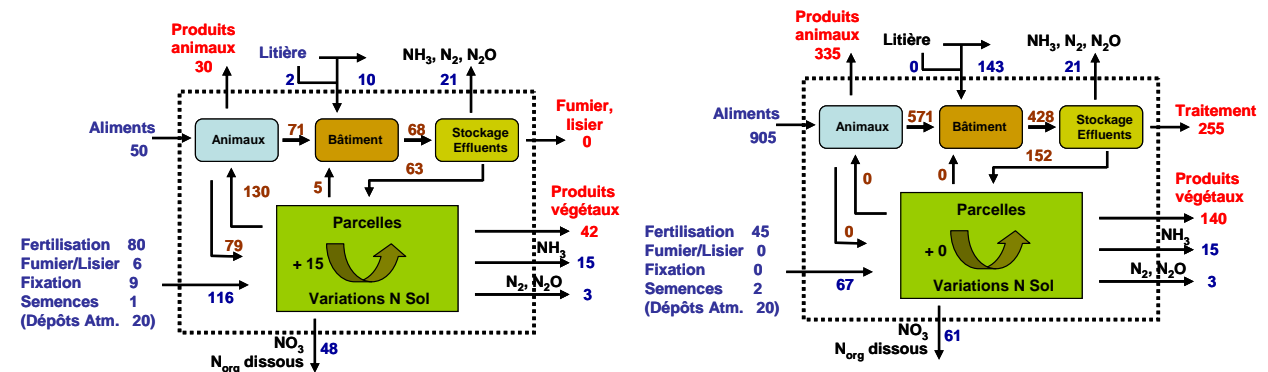 Produits
animaux
30
Litière
2
10
NH3, N2, N2O
21
Aliments
50
Animaux
71
Bâtiment
68
Stockage
Effluents
Fumier,
lisier
0
63
130
5
79
Parcelles
+ 15
Variations N Sol
Produits
végétaux
42
NH3
15
N2, N2O
3
Fertilisation 80
Fumier/Lisier 6
Fixation 9
Semences 1
(Dépôts Atm. 20)
116
NO3
Norg dissous
48
Produits
animaux
335
Litière
0
143
NH3, N2, N2O
21
Aliments
905
Animaux
571
Bâtiment
428
Stockage
Effluents
Traitement
255
152
0
0
0
Parcelles
+ 0
Variations N Sol
Produits
végétaux
140
NH3
15
N2, N2O
3
Fertilisation 45
Fumier/Lisier 0
Fixation 0
Semences 2
(Dépôts Atm. 20)
67
NO3
Norg dissous
61